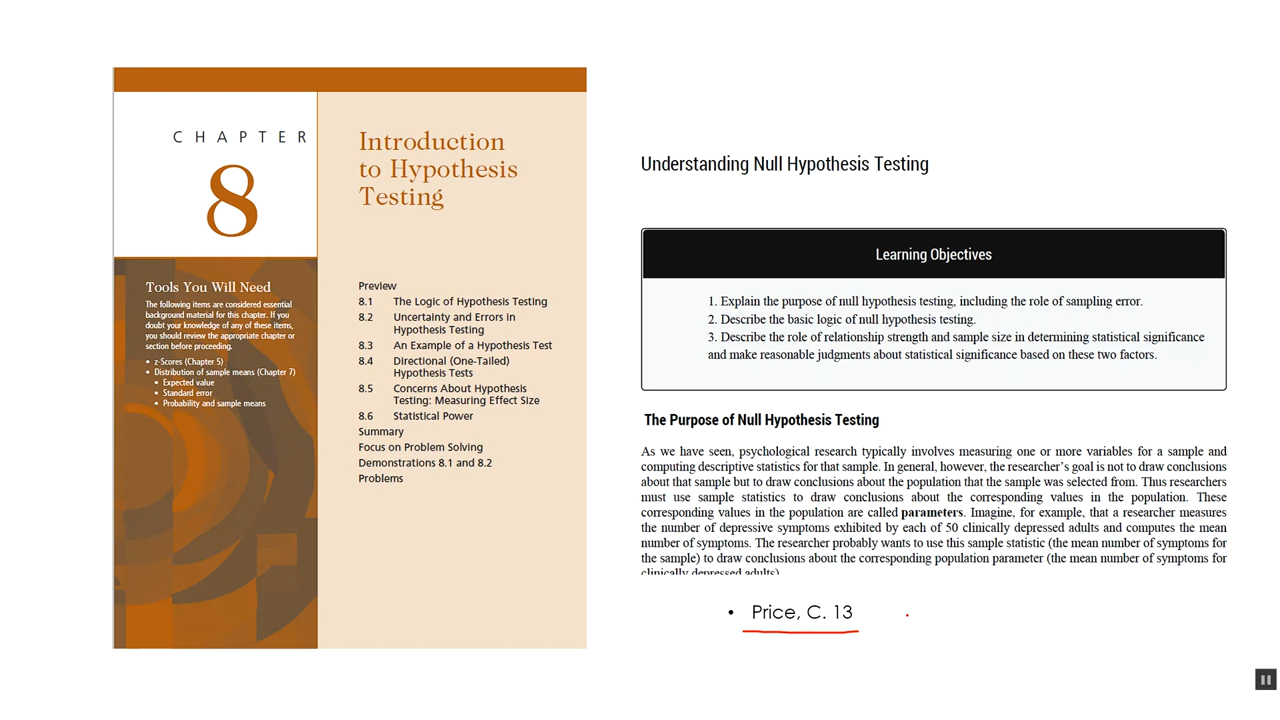 CHAPTER
8
Introduction
to Hypothesis
Testing
Tools You Will Need
The following items are considered essential
background material for this chapter. If you
doubt your knowledge of any of these items,
you should review the appropriate chapter or
section before proceeding.
• z-Scores (Chapter 5)
• Distribution of sample means (Chapter 7)
• Expected value
• Standard error
• Probability and sample means
Preview
8.1 The Logic of Hypothesis Testing
8.2 Uncertainty and Errors in
Hypothesis Testing
8.3 An Example of a Hypothesis Test
8.4 Directional (One-Tailed)
Hypothesis Tests
8.5 Concerns About Hypothesis
Testing: Measuring Effect Size
8.6 Statistical Power
Summary
Focus on Problem Solving
Demonstrations 8.1 and 8.2
Problems
Understanding Null Hypothesis Testing
Learning Objectives
1. Explain the purpose of null hypothesis testing, including the role of sampling error.
2. Describe the basic logic of null hypothesis testing.
3. Describe the role of relationship strength and sample size in determining statistical significance
and make reasonable judgments about statistical significance based on these two factors.
The Purpose of Null Hypothesis Testing
As we have seen, psychological research typically involves measuring one or more variables for a sample and
computing descriptive statistics for that sample. In general, however, the researcher's goal is not to draw conclusions
about that sample but to draw conclusions about the population that the sample was selected from. Thus researchers
must use sample statistics to draw conclusions about the corresponding values in the population. These
corresponding values in the population are called parameters. Imagine, for example, that a researcher measures
the number of depressive symptoms exhibited by each of 50 clinically depressed adults and computes the mean
number of symptoms. The researcher probably wants to use this sample statistic (the mean number of symptoms for
the sample) to draw conclusions about the corresponding population parameter (the mean number of symptoms for
clinically depressed adults)
• Price, C. 13